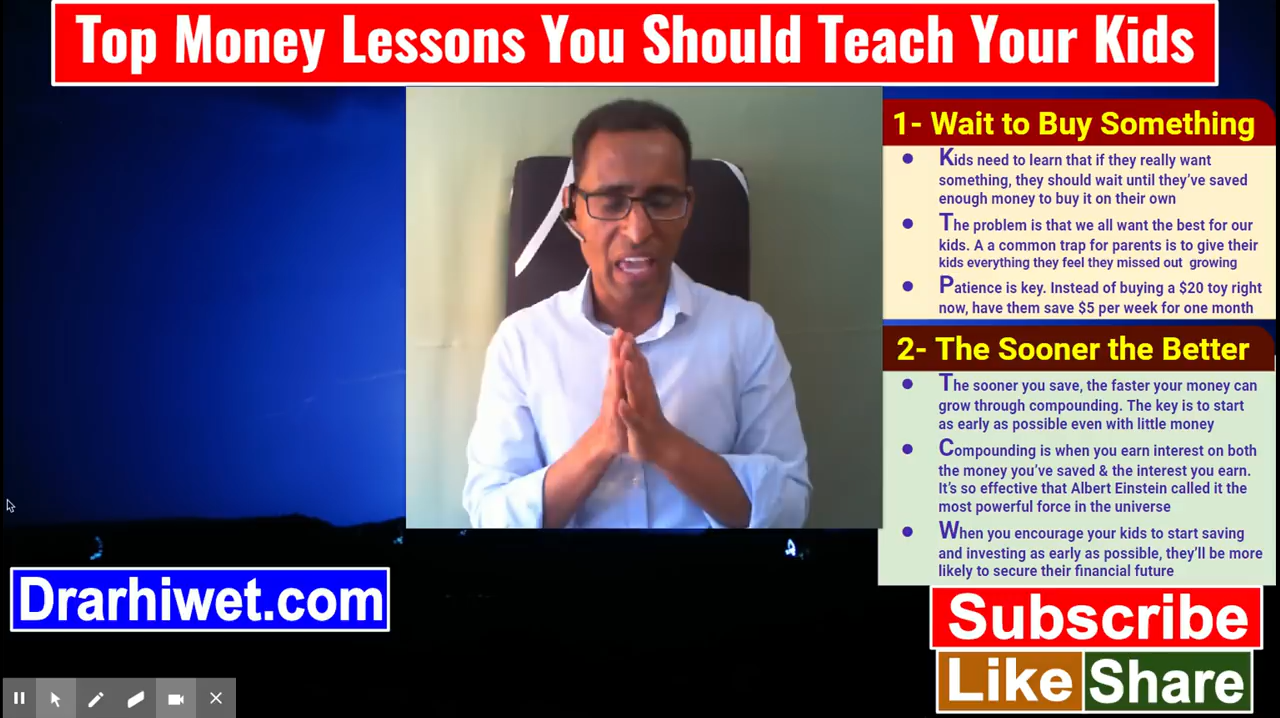 Top Money Lessons You Should Teach Your Kids
1- Wait to Buy Something
Kids need to learn that if they really want
something, they should wait until they've saved
enough money to buy it on their own
The problem is that we all want the best for our
kids. A a common trap for parents is to give their
kids everything they feel they missed out growing
Patience is key. Instead of buying a $20 toy right
now, have them save $5 per week for one month
2- The Sooner the Better
The sooner you save, the faster your money can
grow through compounding. The key is to start
as early as possible even with little money
Compounding is when you earn interest on both
the money you've saved & the interest you earn.
It's so effective that Albert Einstein called it the
most powerful force in the universe
When you encourage your kids to start saving
and investing as early as possible, they'll be more
likely to secure their financial future
Drarhiwet.com
Subscribe
Like Share